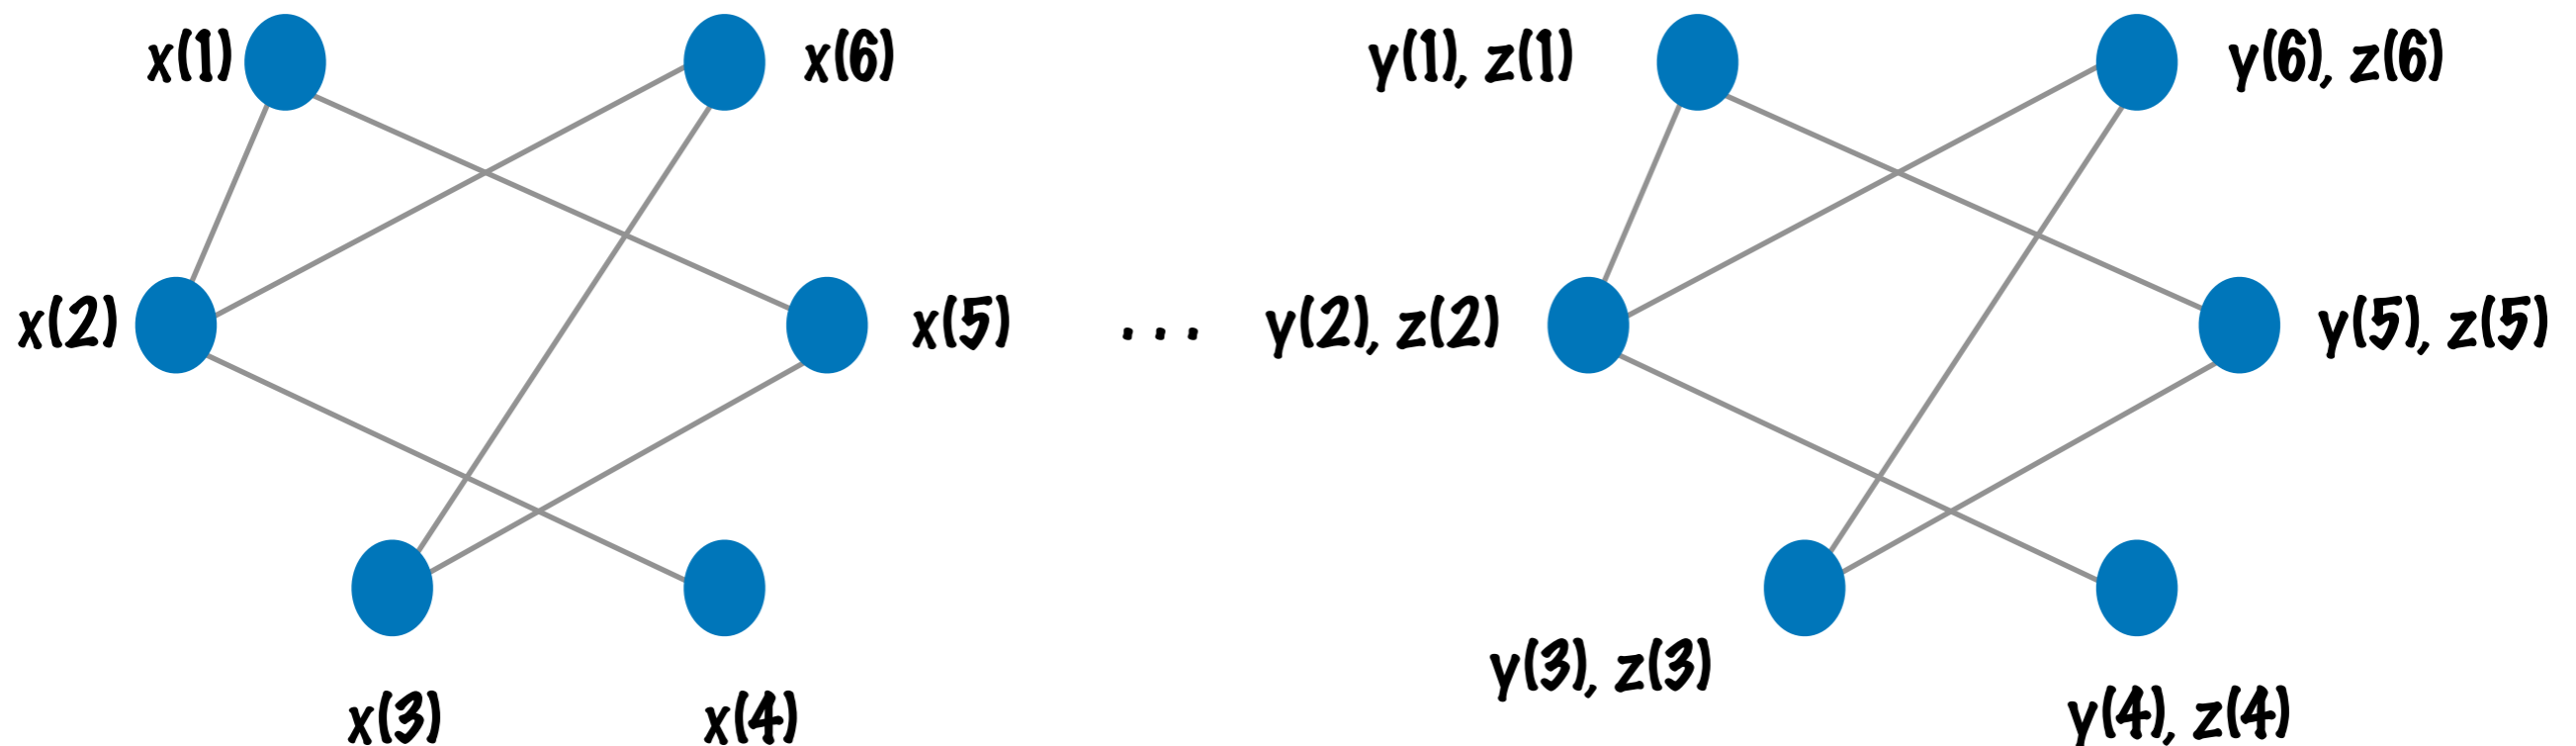 x(1)
x(6)
x(2)
x(5)
x(3)
x(4)
...
y(1), z(1)
y(6), z(6)
y(2), z(2)
y(5), z(5)
y(3), z(3)
y(4), z(4)